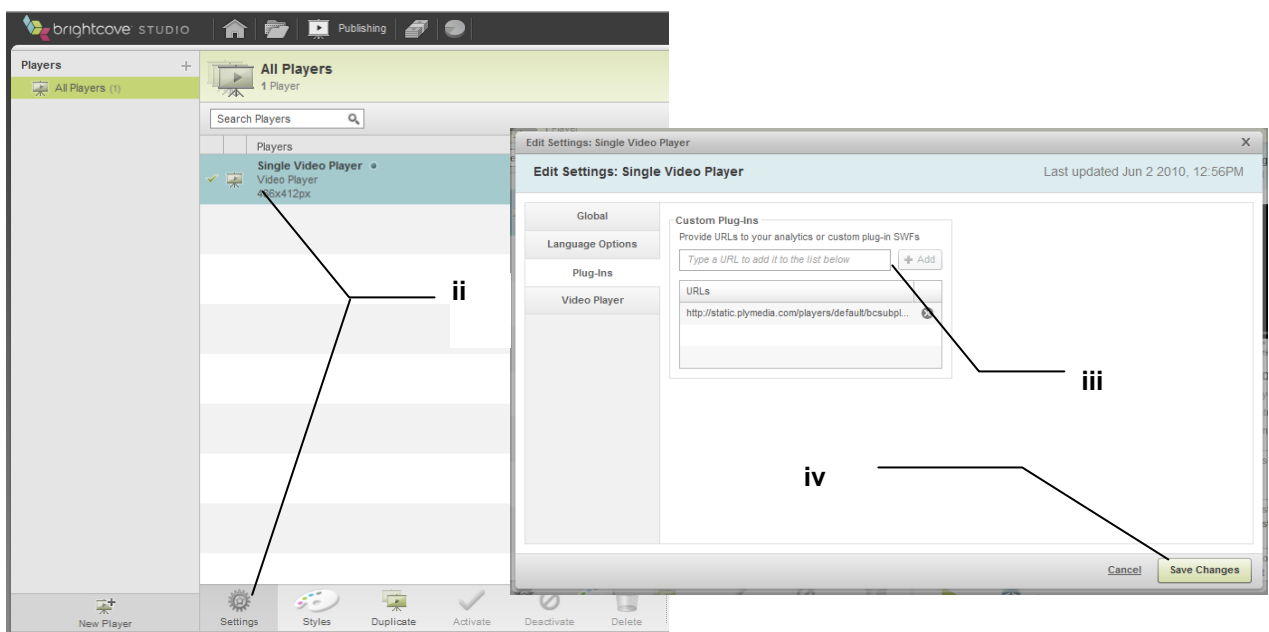 brightcove STUDIO
Publishing
Players +
All Players (1)
All Players
1 Player
Search Players
Players
Single Video Player
Video Player
486x412px
ii
Edit Settings: Single Video Player X
Edit Settings: Single Video Player
Last updated Jun 2 2010, 12:56PM
Global
Language Options
Plug-Ins
Video Player
Custom Plug-Ins
Provide URLs to your analytics or custom plug-in SWFs
Type a URL to add it to the list below
+ Add
URLs
http://static.plymedia.com/players/default/bcsubpl...
iii
iv
Cancel
Save Changes
New Player
Settings
Styles
Duplicate
Activate
Deactivate
Delete